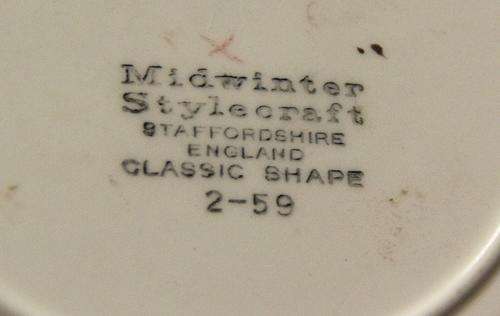 Midwinter
Stylecraft
STAFFORDSHIRE
ENGLAND
CLASSIC SHAPE
2-59